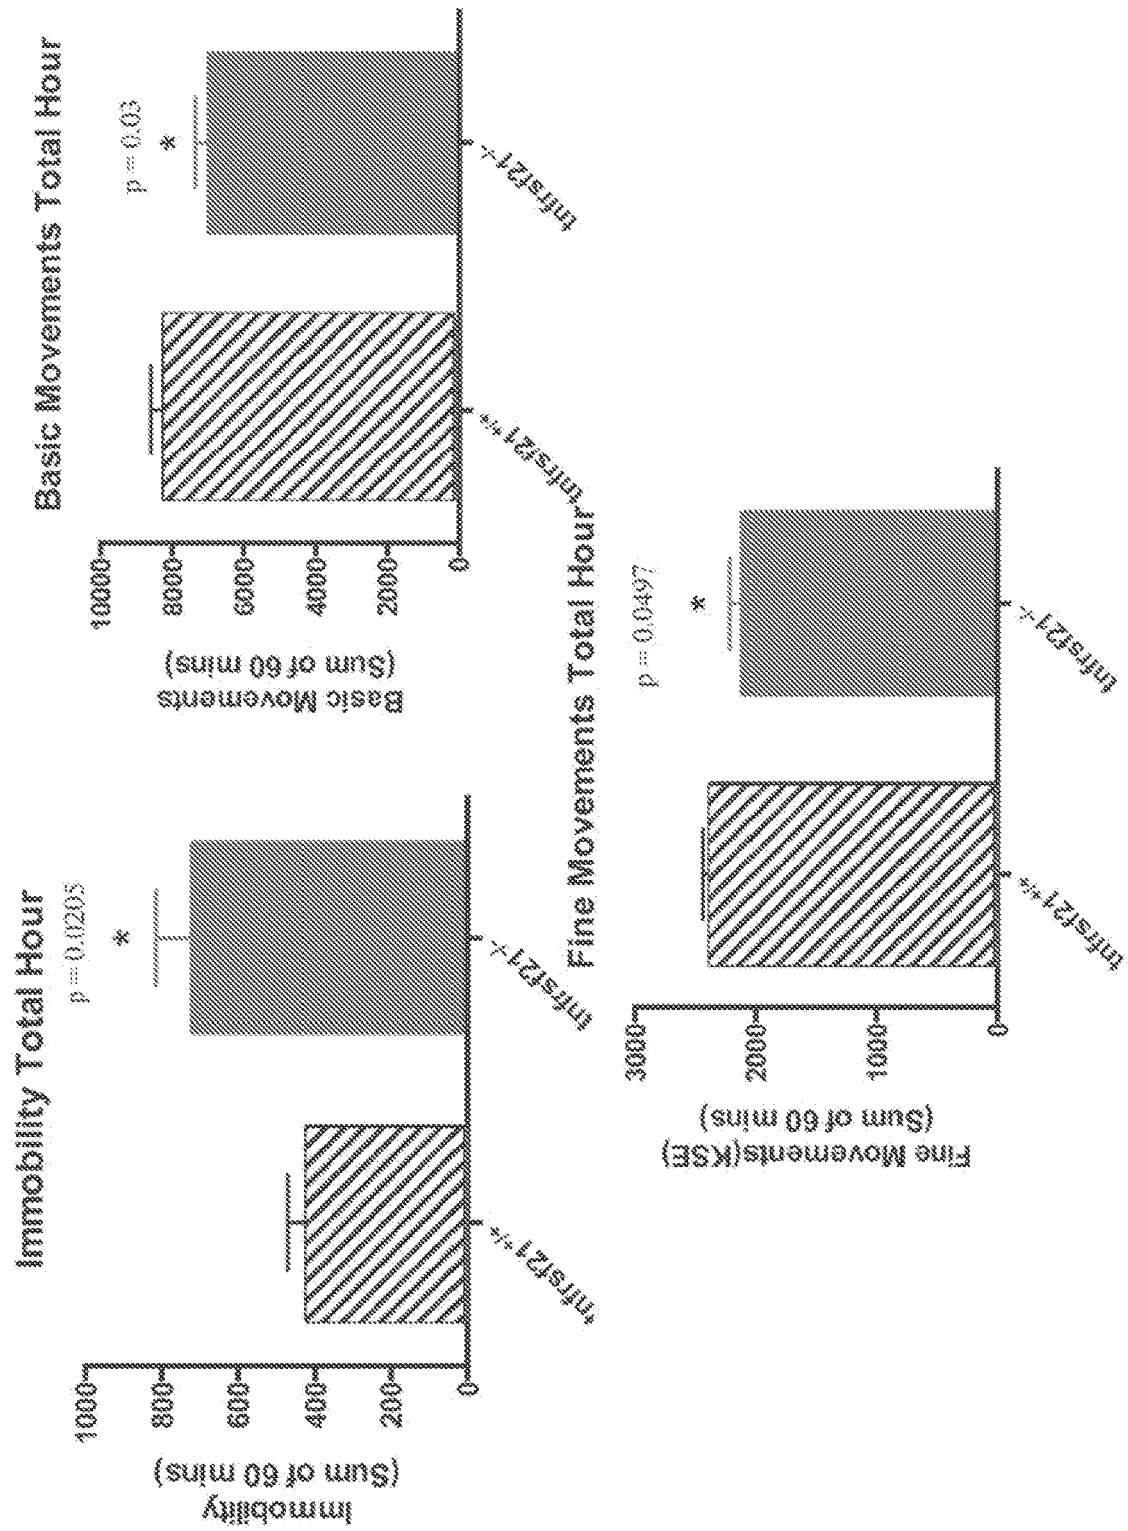 Immobility Total Hour
p = 0.0205
*
Immobility
(Sum of 60 mins)
1000
800
600
400
200
0
tnfrsf21+/+
tnfrsf21-/-
Basic Movements Total Hour
p = 0.03
*
Basic Movements
(Sum of 60 mins)
10000
8000
6000
4000
2000
0
tnfrsf21+/+
tnfrsf21-/-
Fine Movements Total Hour
p = 0.0497
*
Fine Movements(KSE)
(Sum of 60 mins)
3000
2000
1000
0
tnfrsf21+/+
tnfrsf21-/-